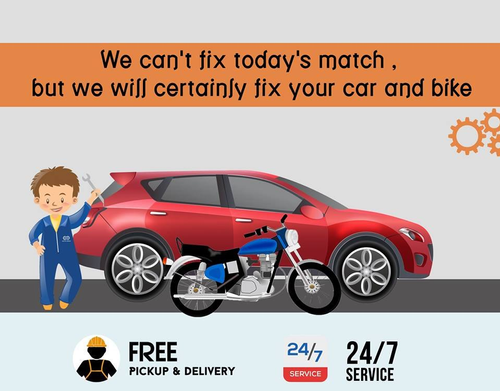 We can't fix today's match ,
but we will certainly fix your car and bike
FREE
PICKUP & DELIVERY
24/7
SERVICE
24/7
SERVICE